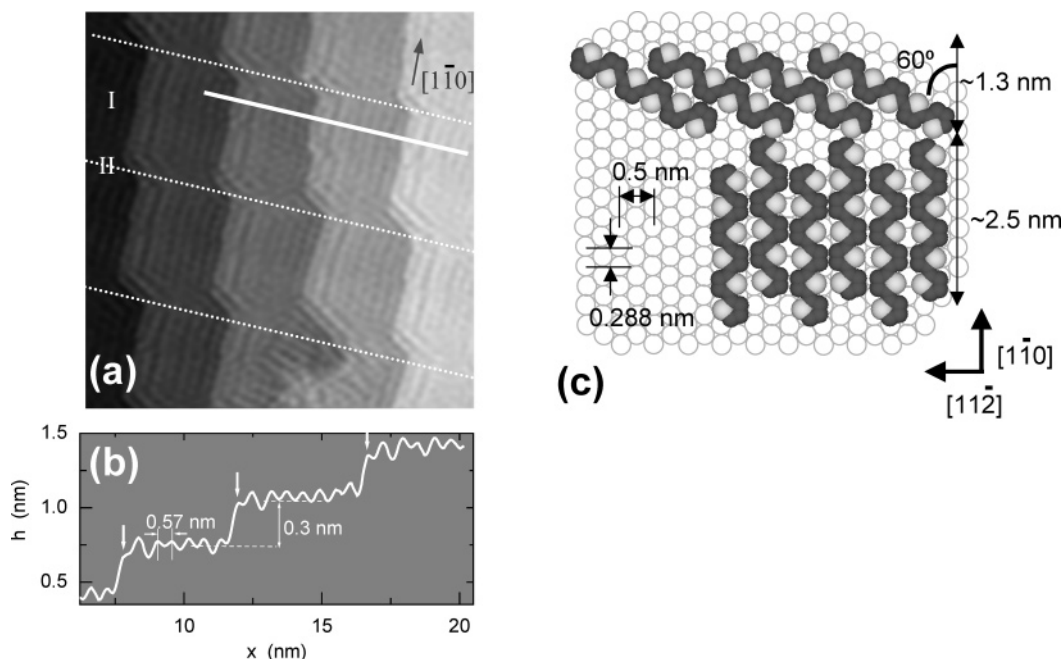 [11̄0]
I
II
(a)
(b)
1.5
1.0
0.5
h (nm)
0.57 nm
0.3 nm
10
15
20
x (nm)
60º
~1.3 nm
0.5 nm
~2.5 nm
0.288 nm
(c)
[11̄0]
[112̄]